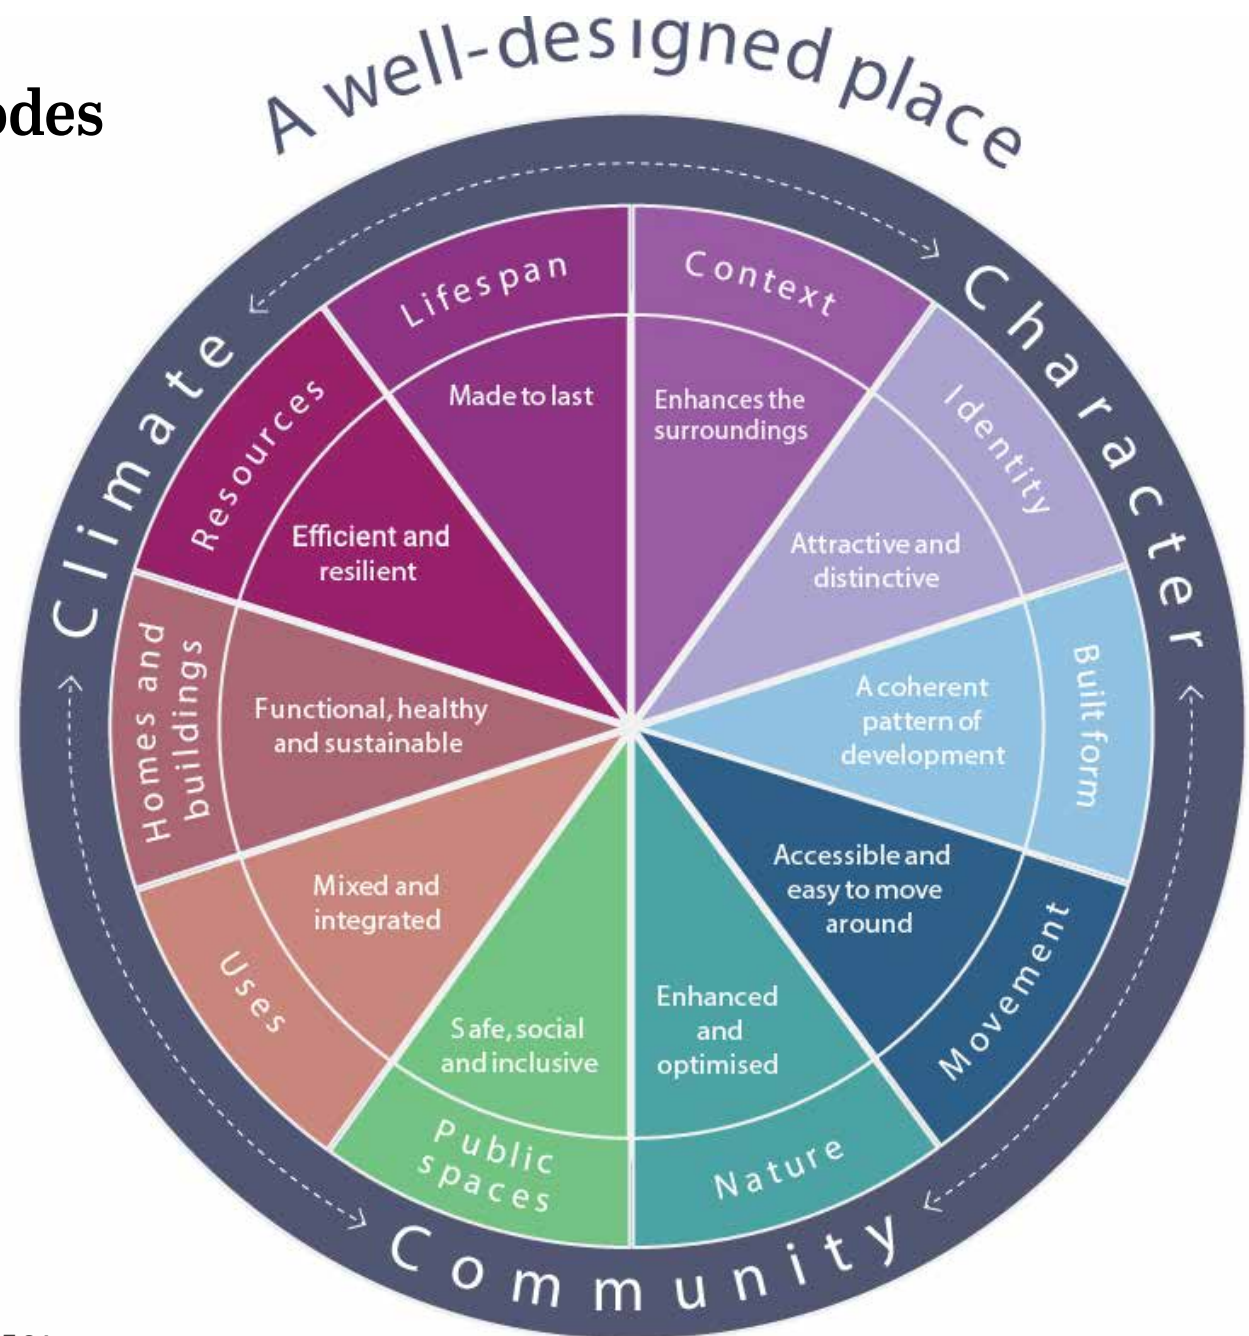 A well-designed place
Climate
Character
Community
Lifespan
Made to last
Context
Enhances the
surroundings
Identity
Attractive and
distinctive
Built form
A coherent
pattern of
development
Movement
Accessible and
easy to move
around
Nature
Enhanced
and
optimised
Public
spaces
Safe, social
and inclusive
Uses
Mixed and
integrated
Homes and
buildings
Functional, healthy
and sustainable
Resources
Efficient and
resilient